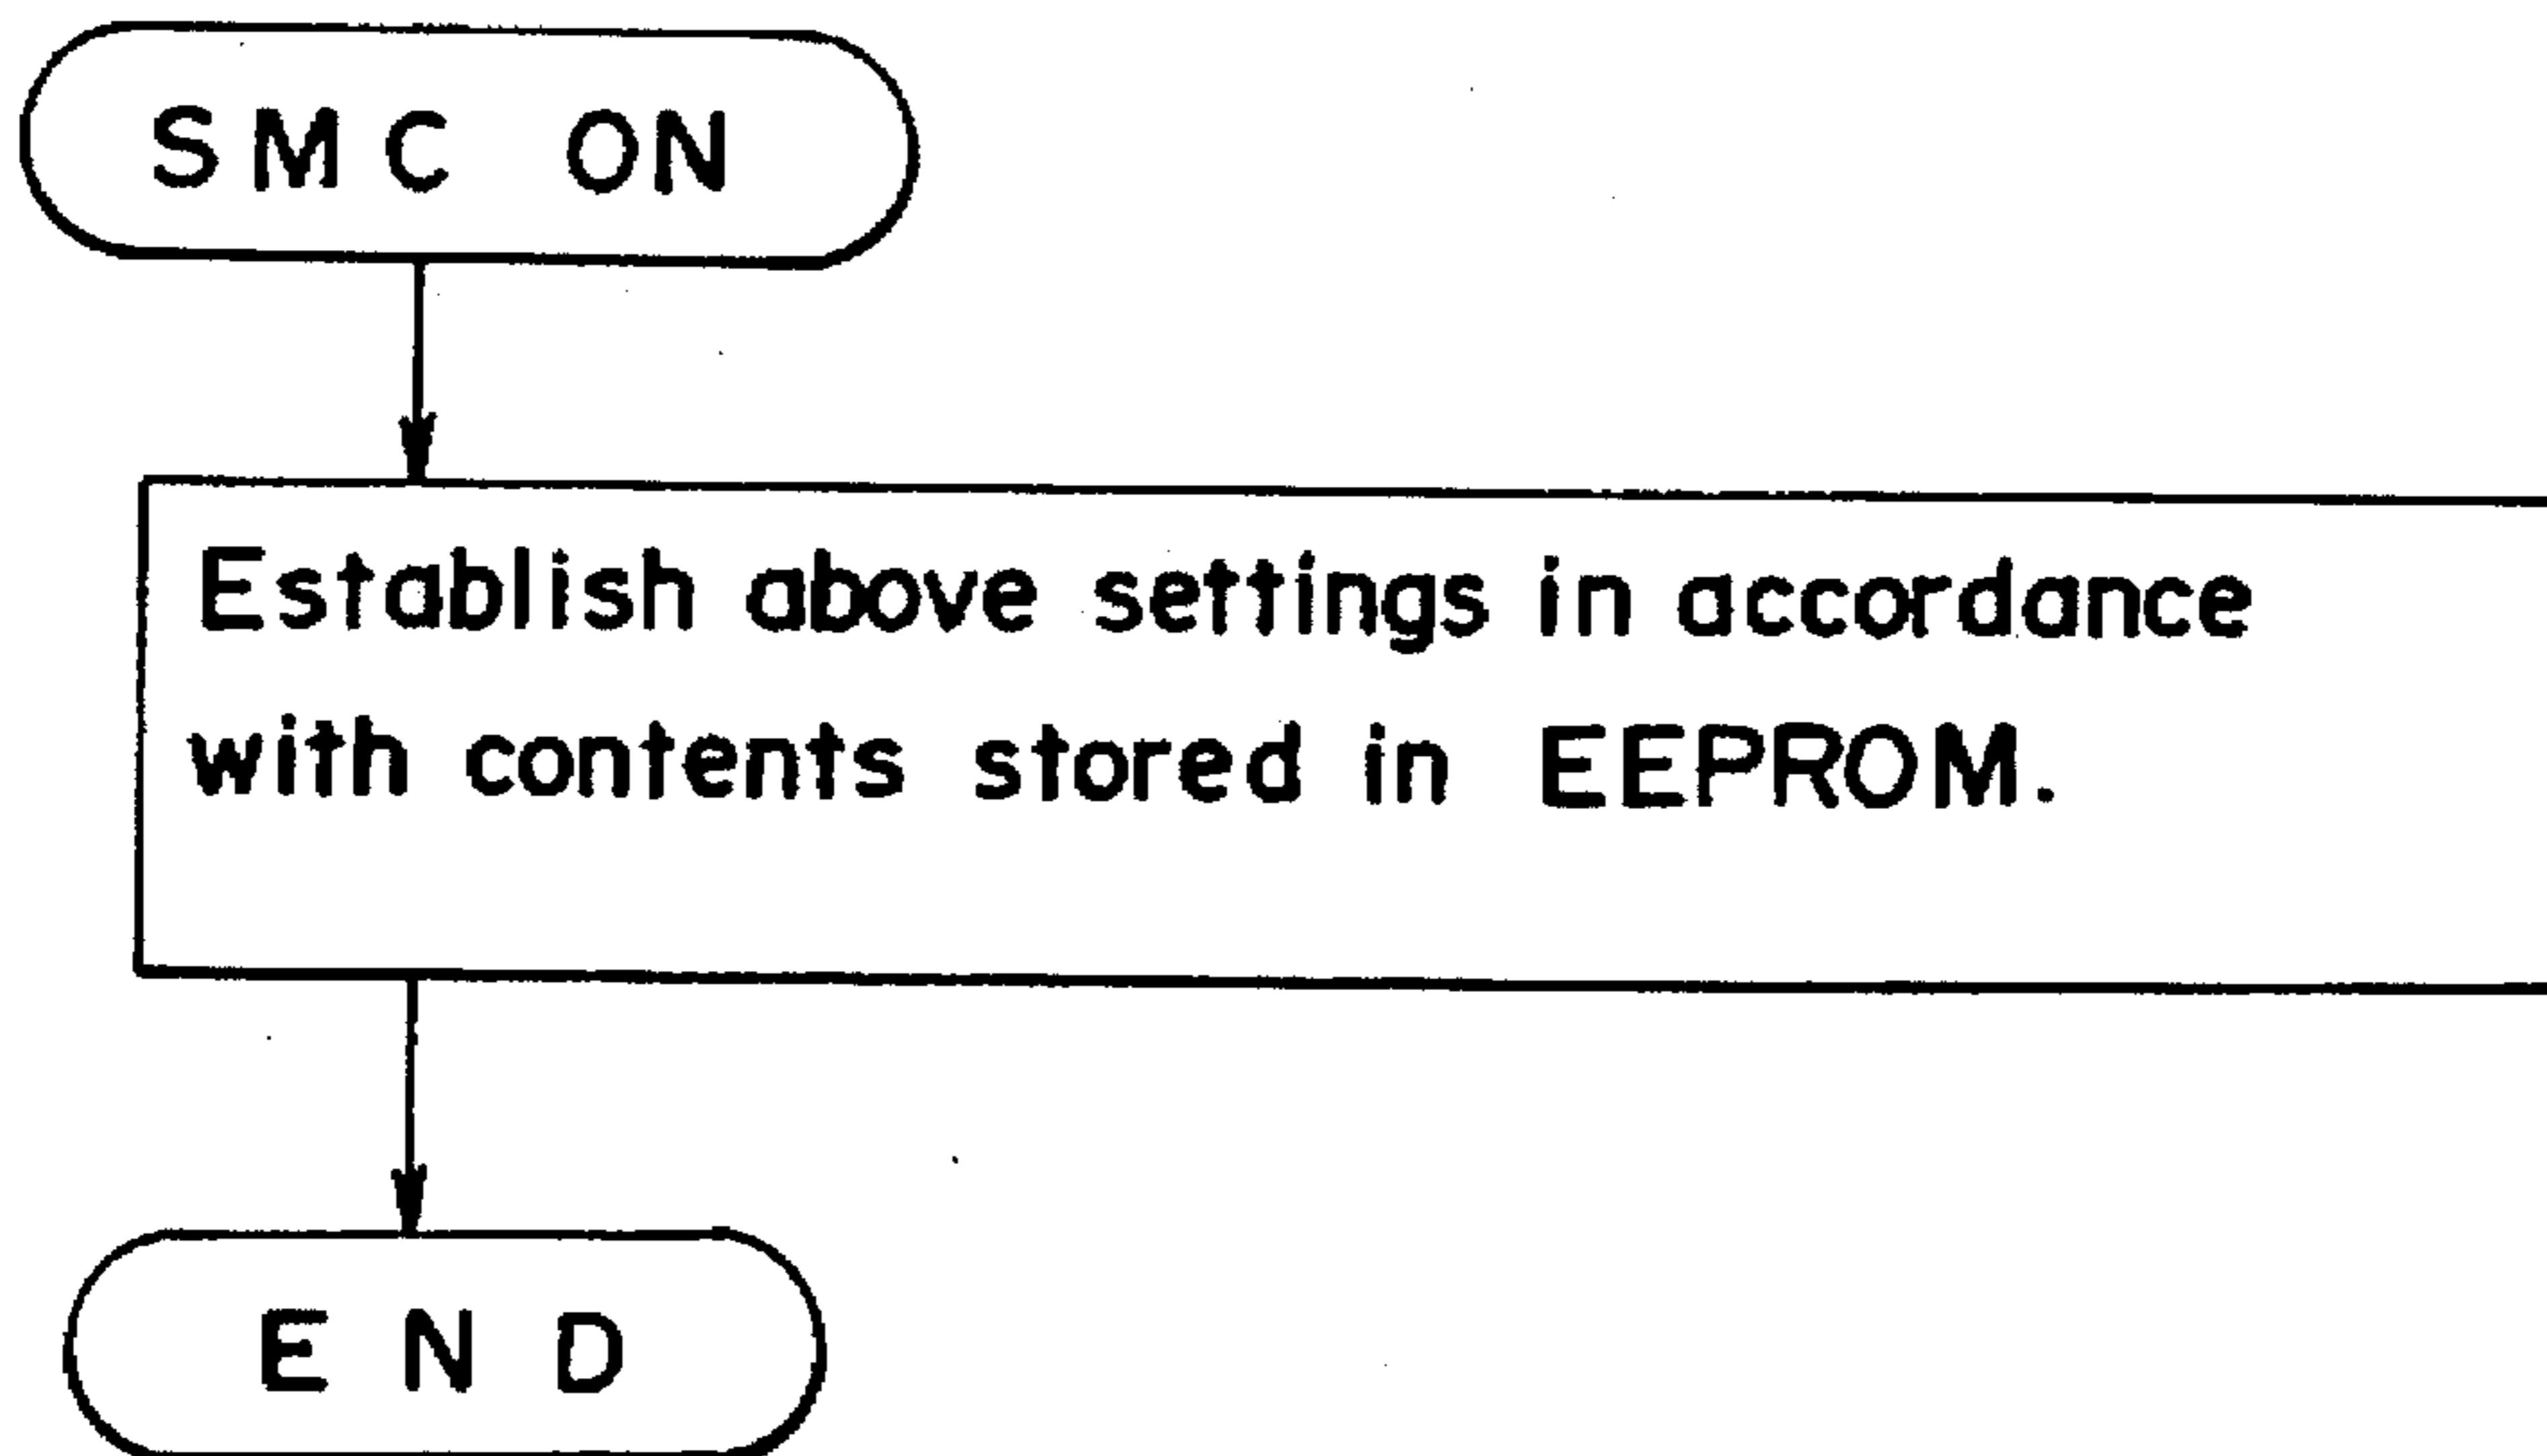 SMC ON
Establish above settings in accordance
with contents stored in EEPROM.
END